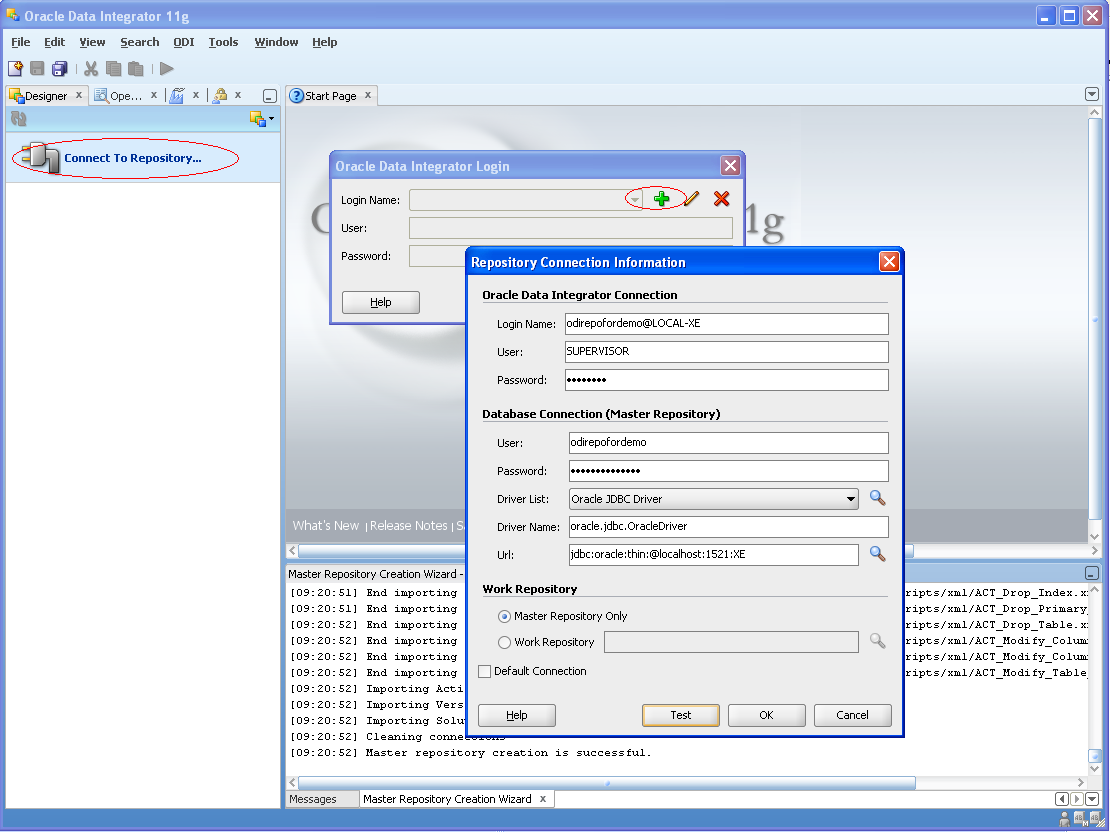 Oracle Data Integrator 11g
File Edit View Search ODI Tools Window Help
Designer x Ope... x x x
Start Page x
Connect To Repository...
11g
Oracle Data Integrator Login
Login Name:
User:
Password:
Help
Repository Connection Information
Oracle Data Integrator Connection
Login Name: odirepofordemo@LOCAL-XE
User: SUPERVISOR
Password: ••••••••
Database Connection (Master Repository)
User: odirepofordemo
Password: ••••••••••••••
Driver List: Oracle JDBC Driver
Driver Name: oracle.jdbc.OracleDriver
Url: jdbc:oracle:thin:@localhost:1521:XE
Work Repository
Master Repository Only
Work Repository
Default Connection
Help Test OK Cancel
What's New | Release Notes |
Master Repository Creation Wizard -
[09:20:51] End importing ripts/xml/ACT_Drop_Index.x
[09:20:51] End importing ripts/xml/ACT_Drop_Primary_
[09:20:52] End importing ripts/xml/ACT_Drop_Table.x
[09:20:52] End importing ripts/xml/ACT_Modify_Colum
[09:20:52] End importing ripts/xml/ACT_Modify_Colum
[09:20:52] End importing ripts/xml/ACT_Modify_Table_
[09:20:52] Importing Acti
[09:20:52] Importing Vers
[09:20:52] Importing Solu
[09:20:52] Cleaning connections
[09:20:52] Master repository creation is successful.
Messages Master Repository Creation Wizard x